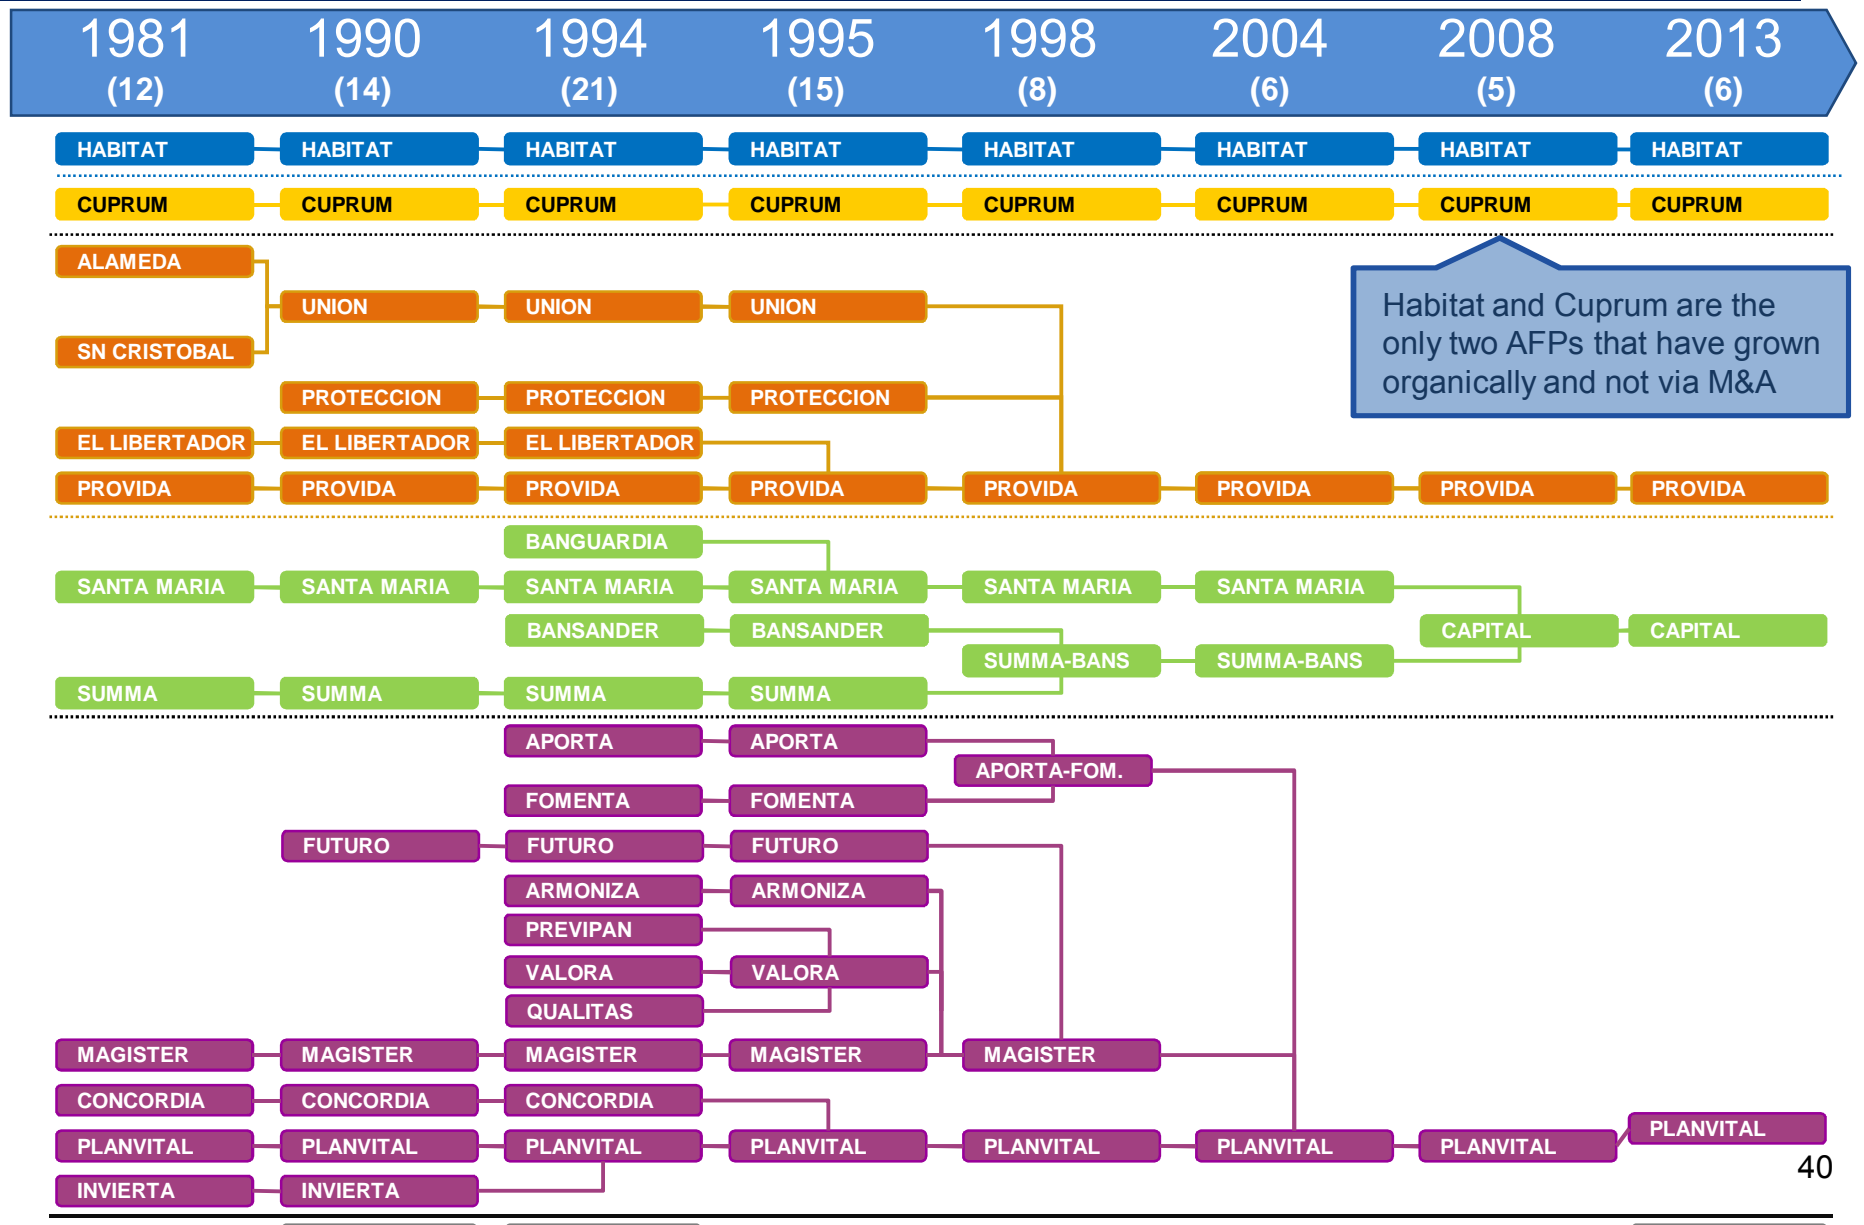 1981 1990 1994 1995 1998 2004 2008 2013
(12) (14) (21) (15) (8) (6) (5) (6)
HABITAT HABITAT HABITAT HABITAT HABITAT HABITAT HABITAT HABITAT
CUPRUM CUPRUM CUPRUM CUPRUM CUPRUM CUPRUM CUPRUM CUPRUM
ALAMEDA
UNION UNION UNION
SN CRISTOBAL
Habitat and Cuprum are the
only two AFPs that have grown
organically and not via M&A
PROTECCION PROTECCION PROTECCION
EL LIBERTADOR EL LIBERTADOR EL LIBERTADOR
PROVIDA PROVIDA PROVIDA PROVIDA PROVIDA PROVIDA PROVIDA PROVIDA
BANGUARDIA
SANTA MARIA SANTA MARIA SANTA MARIA SANTA MARIA SANTA MARIA SANTA MARIA
BANSANDER BANSANDER CAPITAL CAPITAL
SUMMA-BANS SUMMA-BANS
SUMMA SUMMA SUMMA SUMMA
APORTA APORTA
APORTA-FOM.
FOMENTA FOMENTA
FUTURO FUTURO FUTURO
ARMONIZA ARMONIZA
PREVIPAN
VALORA VALORA
QUALITAS
MAGISTER MAGISTER MAGISTER MAGISTER MAGISTER
CONCORDIA CONCORDIA CONCORDIA
PLANVITAL
PLANVITAL PLANVITAL PLANVITAL PLANVITAL PLANVITAL PLANVITAL PLANVITAL
40
INVIERTA INVIERTA